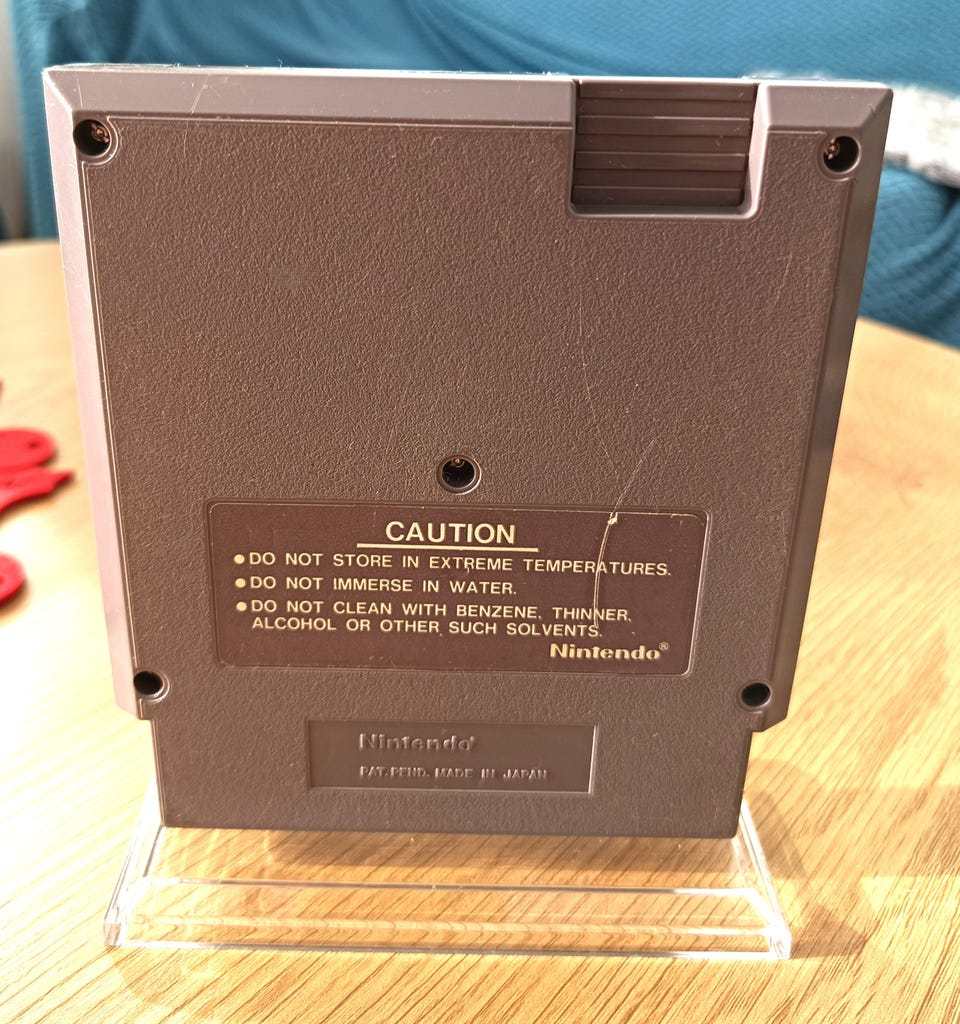 CAUTION
●DO NOT STORE IN EXTREME TEMPERATURES.
●DO NOT IMMERSE IN WATER.
●DO NOT CLEAN WITH BENZENE, THINNER,
ALCOHOL OR OTHER SUCH SOLVENTS.
Nintendo®
Nintendo®
PAT. PEND. MADE IN JAPAN